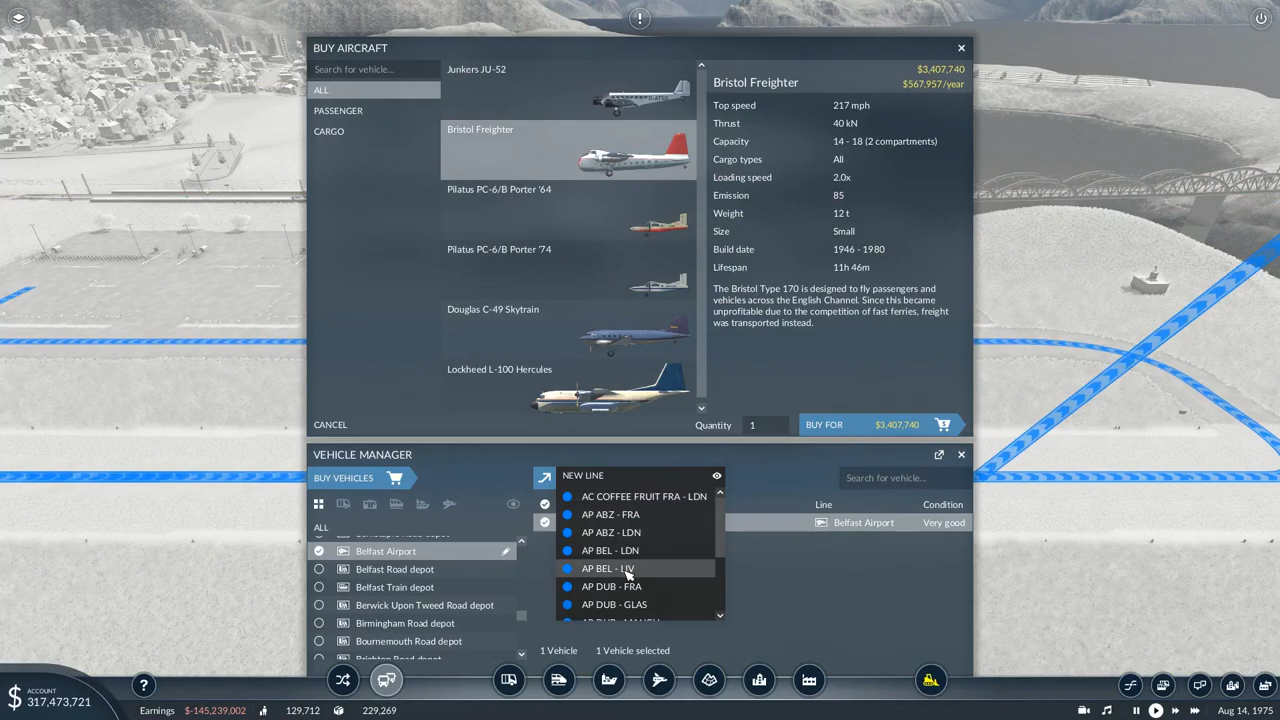 BUY AIRCRAFT
Search for vehicle...
ALL
PASSENGER
CARGO
Junkers JU-52
Bristol Freighter
Pilatus PC-6/B Porter '64
Pilatus PC-6/B Porter '74
Douglas C-49 Skytrain
Lockheed L-100 Hercules
$3,407,740
Bristol Freighter
$567,957/year
Top speed 217 mph
Thrust 40 kN
Capacity 14 - 18 (2 compartments)
Cargo types All
Loading speed 2.0x
Emission 85
Weight 12 t
Size Small
Build date 1946 - 1980
Lifespan 11h 46m
The Bristol Type 170 is designed to fly passengers and
vehicles across the English Channel. Since this became
unprofitable due to the competition of fast ferries, freight
was transported instead.
CANCEL
Quantity 1
BUY FOR $3,407,740
VEHICLE MANAGER
BUY VEHICLES
ALL
Belfast Airport
Belfast Road depot
Belfast Train depot
Berwick Upon Tweed Road depot
Birmingham Road depot
Bournemouth Road depot
NEW LINE
AC COFFEE FRUIT FRA - LDN
AP ABZ - FRA
AP ABZ - LDN
AP BEL - LDN
AP BEL - LIV
AP DUB - FRA
AP DUB - GLAS
Search for vehicle...
Line Condition
Belfast Airport Very good
1 Vehicle 1 Vehicle selected
ACCOUNT
$ 317,473,721
?
Earnings $-145,239,002 129,712 229,269
Aug 14, 1975